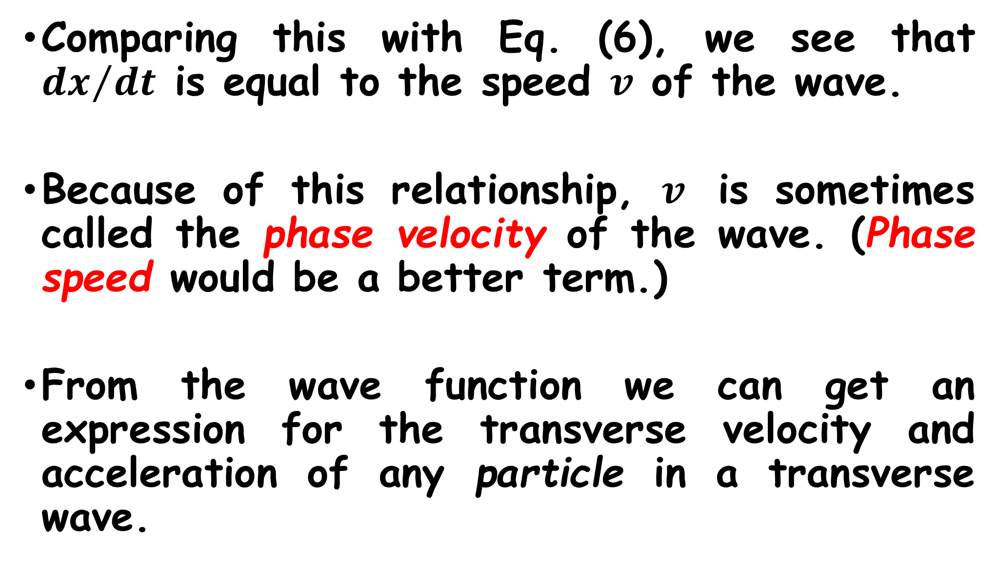 •Comparing this with Eq. (6), we see that
dx/dt is equal to the speed v of the wave.
•Because of this relationship, v is sometimes
called the phase velocity of the wave. (Phase
speed would be a better term.)
•From the wave function we can get an
expression for the transverse velocity and
acceleration of any particle in a transverse
wave.